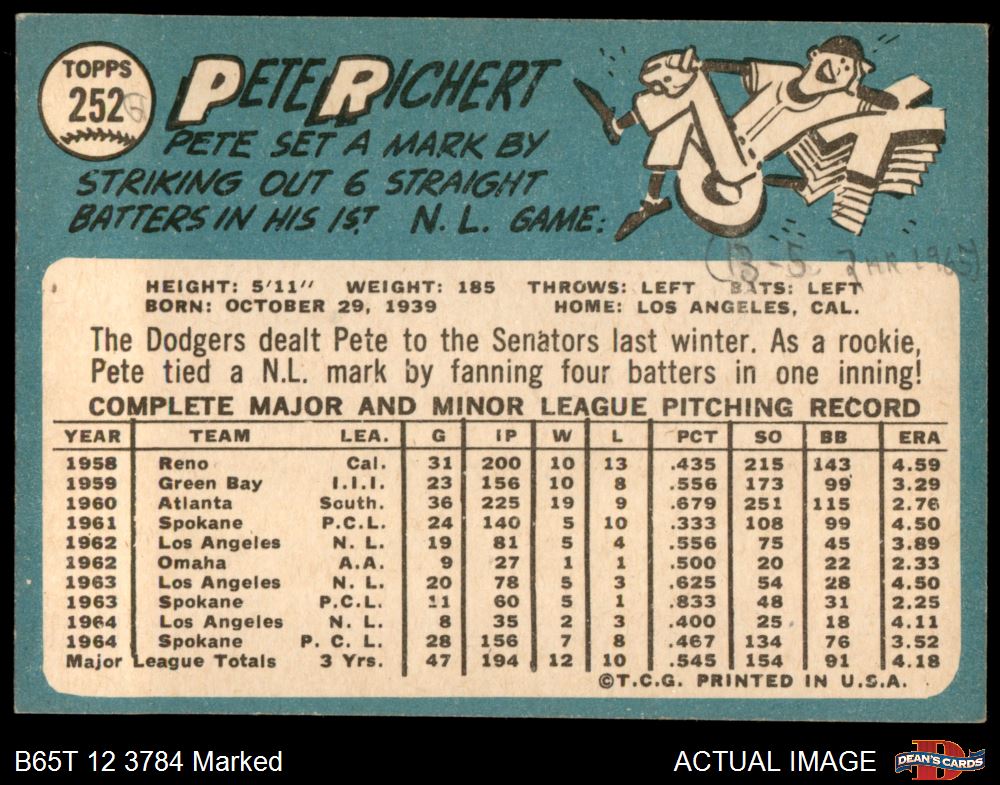 TOPPS
252
PETE RICHERT
PETE SET A MARK BY
STRIKING OUT 6 STRAIGHT
BATTERS IN HIS 1ST N. L. GAME:
(B-5 7 MAR 1965)
HEIGHT: 5'11" WEIGHT: 185 THROWS: LEFT BATS: LEFT
BORN: OCTOBER 29, 1939 HOME: LOS ANGELES, CAL.
The Dodgers dealt Pete to the Senators last winter. As a rookie,
Pete tied a N.L. mark by fanning four batters in one inning!
COMPLETE MAJOR AND MINOR LEAGUE PITCHING RECORD
YEAR TEAM LEA. G IP W L PCT SO BB ERA
1958 Reno Cal. 31 200 10 13 .435 215 143 4.59
1959 Green Bay I.I.I. 23 156 10 8 .556 173 99 3.29
1960 Atlanta South. 36 225 19 9 .679 251 115 2.76
1961 Spokane P.C.L. 24 140 5 10 .333 108 99 4.50
1962 Los Angeles N. L. 19 81 5 4 .556 75 45 3.89
1962 Omaha A.A. 9 27 1 1 .500 20 22 2.33
1963 Los Angeles N. L. 20 78 5 3 .625 54 28 4.50
1963 Spokane P.C.L. 11 60 5 1 .833 48 31 2.25
1964 Los Angeles N. L. 8 35 2 3 .400 25 18 4.11
1964 Spokane P. C. L. 28 156 7 8 .467 134 76 3.52
Major League Totals 3 Yrs. 47 194 12 10 .545 154 91 4.18
©T.C.G. PRINTED IN U.S.A.
B65T 12 3784 Marked ACTUAL IMAGE
D
DEAN'S CARDS